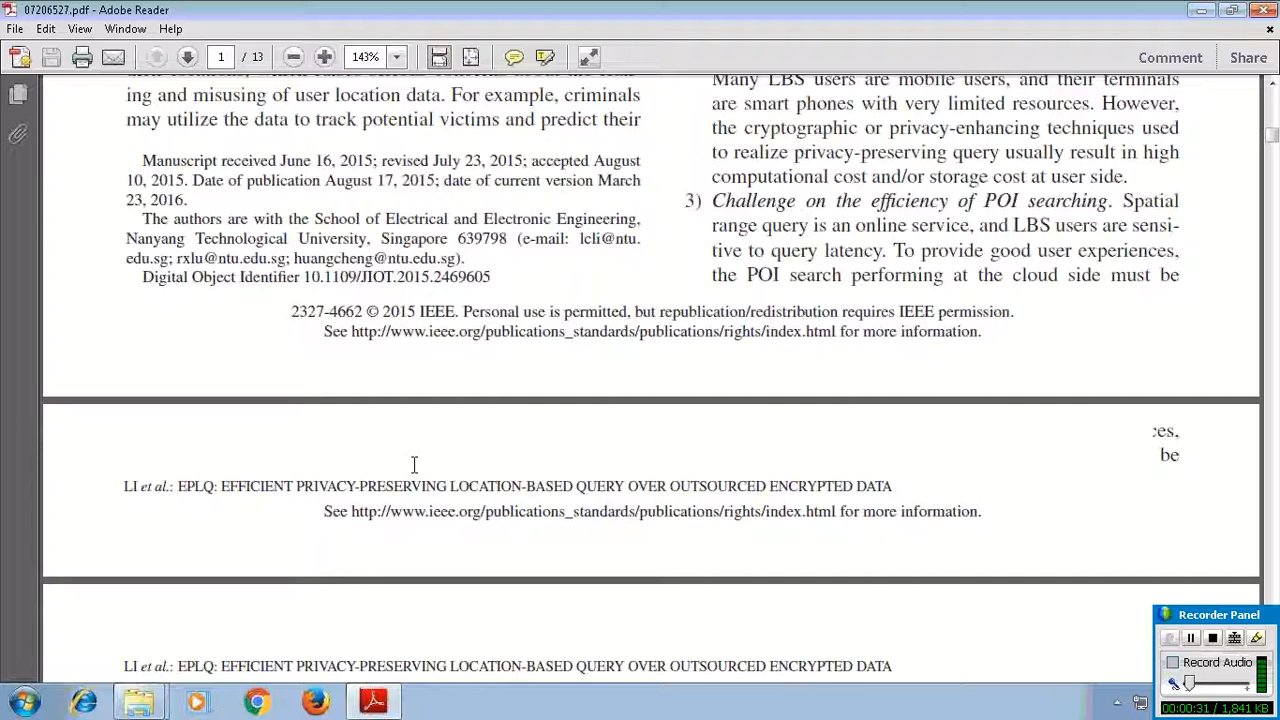 07206527.pdf - Adobe Reader
File Edit View Window Help
1 / 13 143% Comment Share
ing and misusing of user location data. For example, criminals
may utilize the data to track potential victims and predict their
Manuscript received June 16, 2015; revised July 23, 2015; accepted August
10, 2015. Date of publication August 17, 2015; date of current version March
23, 2016.
The authors are with the School of Electrical and Electronic Engineering,
Nanyang Technological University, Singapore 639798 (e-mail: lcli@ntu.
edu.sg; rxlu@ntu.edu.sg; huangcheng@ntu.edu.sg).
Digital Object Identifier 10.1109/JIOT.2015.2469605
Many LBS users are mobile users, and their terminals
are smart phones with very limited resources. However,
the cryptographic or privacy-enhancing techniques used
to realize privacy-preserving query usually result in high
computational cost and/or storage cost at user side.
3) Challenge on the efficiency of POI searching. Spatial
range query is an online service, and LBS users are sensi-
tive to query latency. To provide good user experiences,
the POI search performing at the cloud side must be
2327-4662 © 2015 IEEE. Personal use is permitted, but republication/redistribution requires IEEE permission.
See http://www.ieee.org/publications_standards/publications/rights/index.html for more information.
ces,
be
LI et al.: EPLQ: EFFICIENT PRIVACY-PRESERVING LOCATION-BASED QUERY OVER OUTSOURCED ENCRYPTED DATA
See http://www.ieee.org/publications_standards/publications/rights/index.html for more information.
LI et al.: EPLQ: EFFICIENT PRIVACY-PRESERVING LOCATION-BASED QUERY OVER OUTSOURCED ENCRYPTED DATA
Recorder Panel
Record Audio
00:00:31 / 1,841 KB